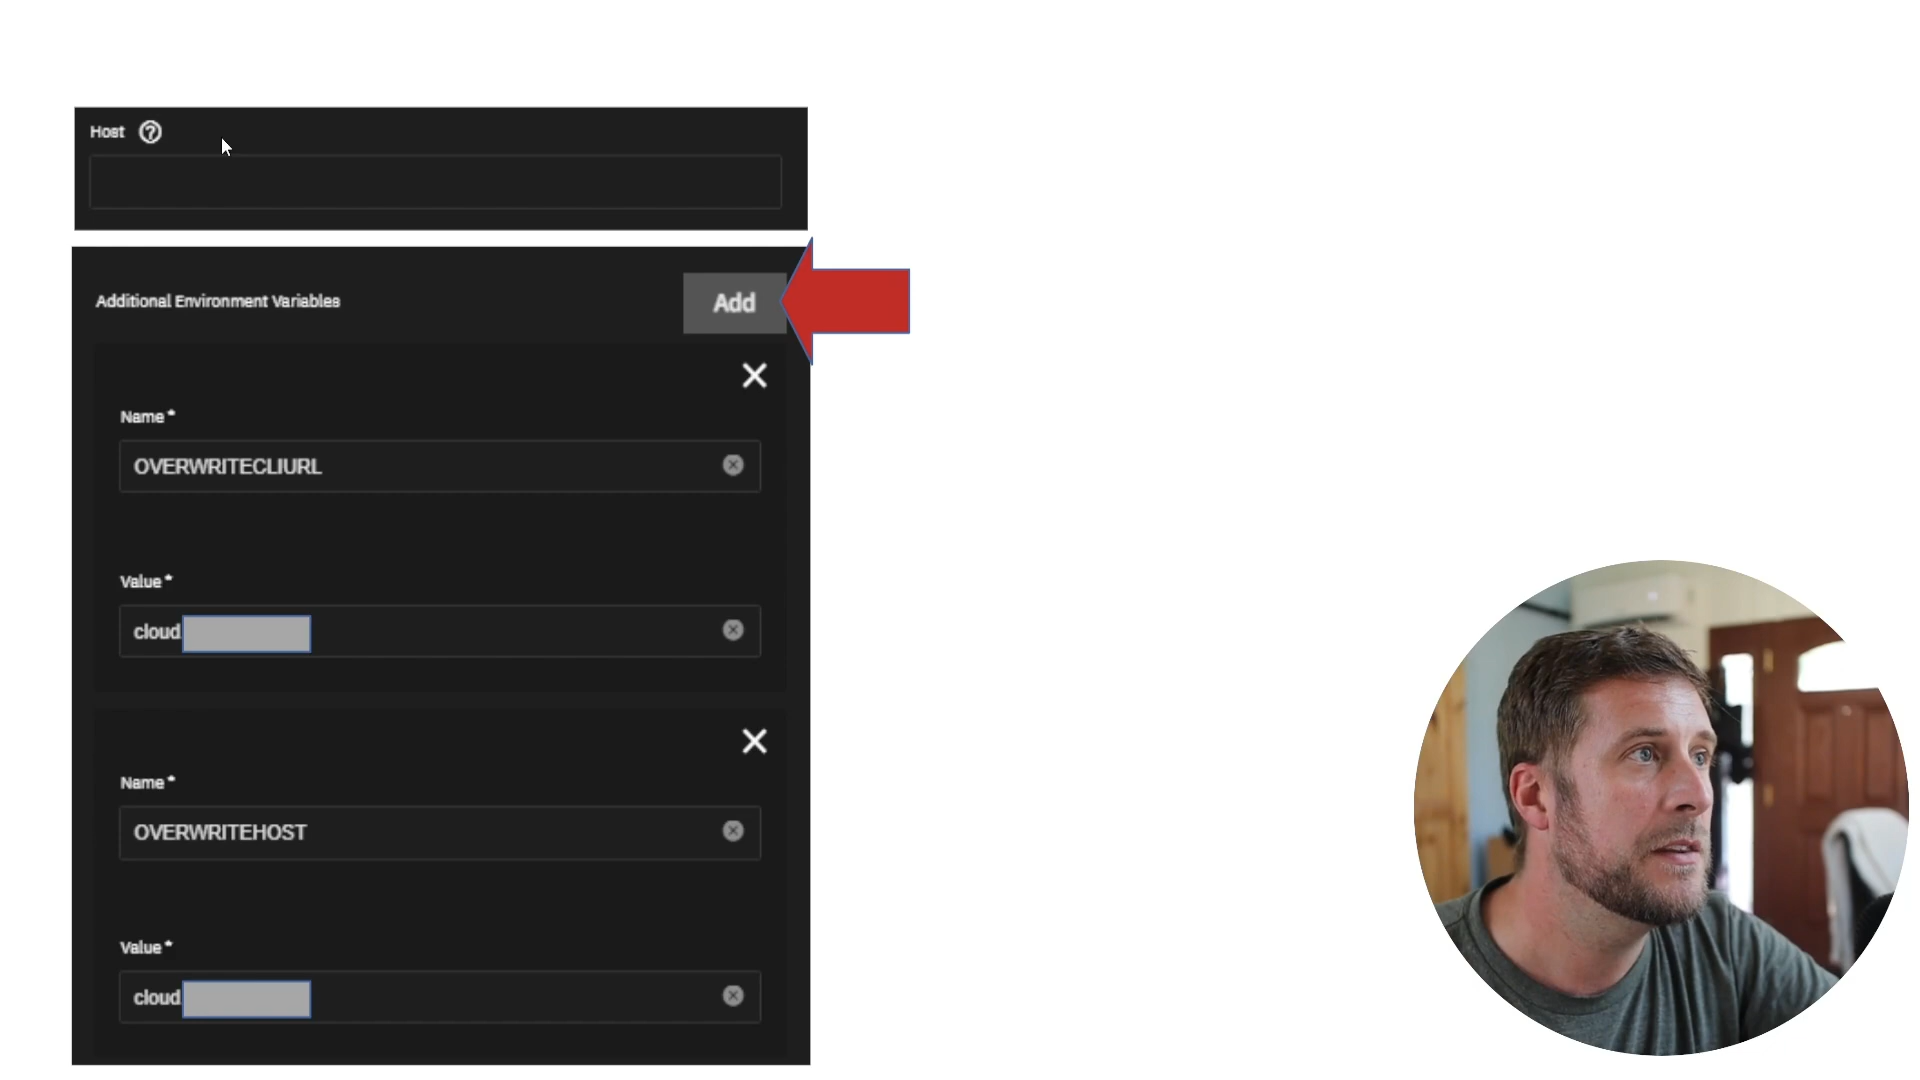 Host
Additional Environment Variables
Add
Name *
OVERWRITECLIURL
Value *
cloud
Name *
OVERWRITEHOST
Value *
cloud